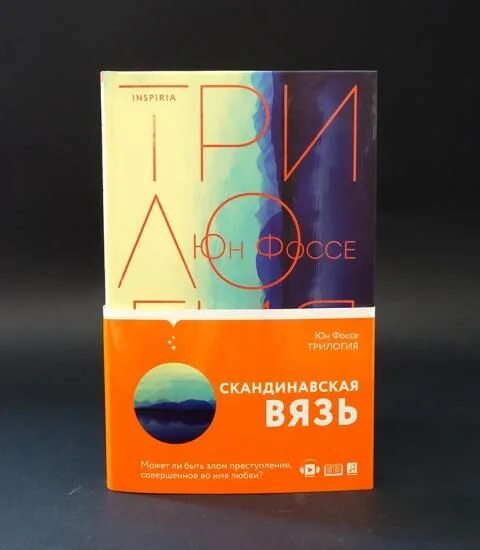 INSPIRIA
ТРИ
ЛО
Юн Фоссе
ГИЯ
Юн Фоссе
ТРИЛОГИЯ
СКАНДИНАВСКАЯ
ВЯЗЬ
Может ли быть злом преступление,
совершенное во имя любви?